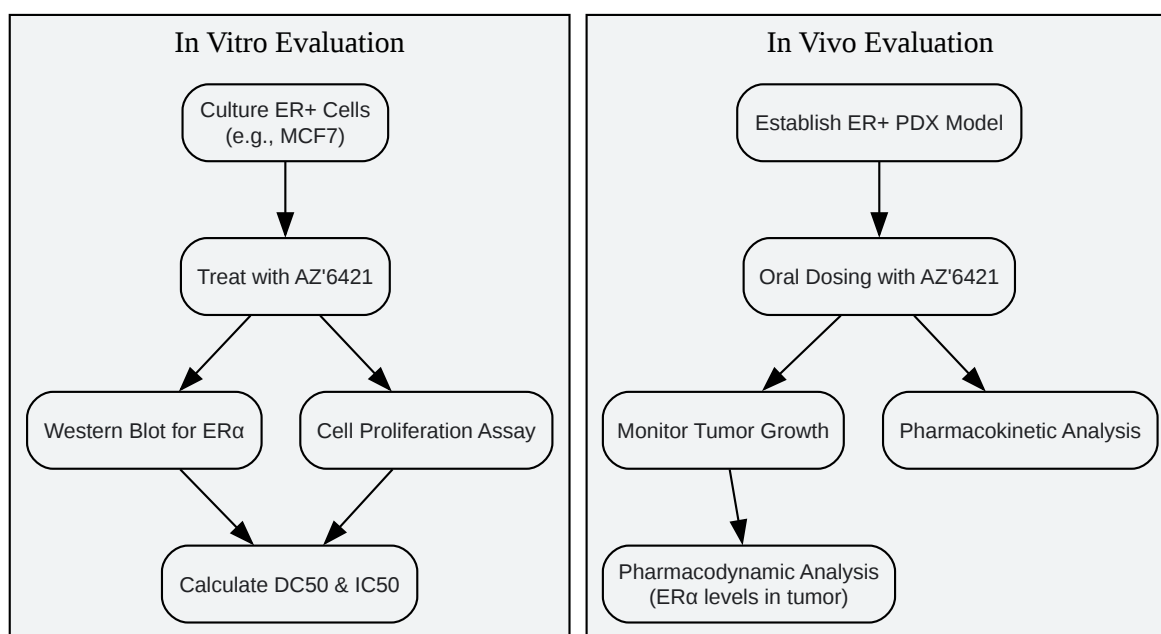 In Vitro Evaluation
Culture ER+ Cells
(e.g., MCF7)
Treat with AZ'6421
Western Blot for ERα
Cell Proliferation Assay
Calculate DC50 & IC50
In Vivo Evaluation
Establish ER+ PDX Model
Oral Dosing with AZ'6421
Monitor Tumor Growth
Pharmacokinetic Analysis
Pharmacodynamic Analysis
(ERα levels in tumor)